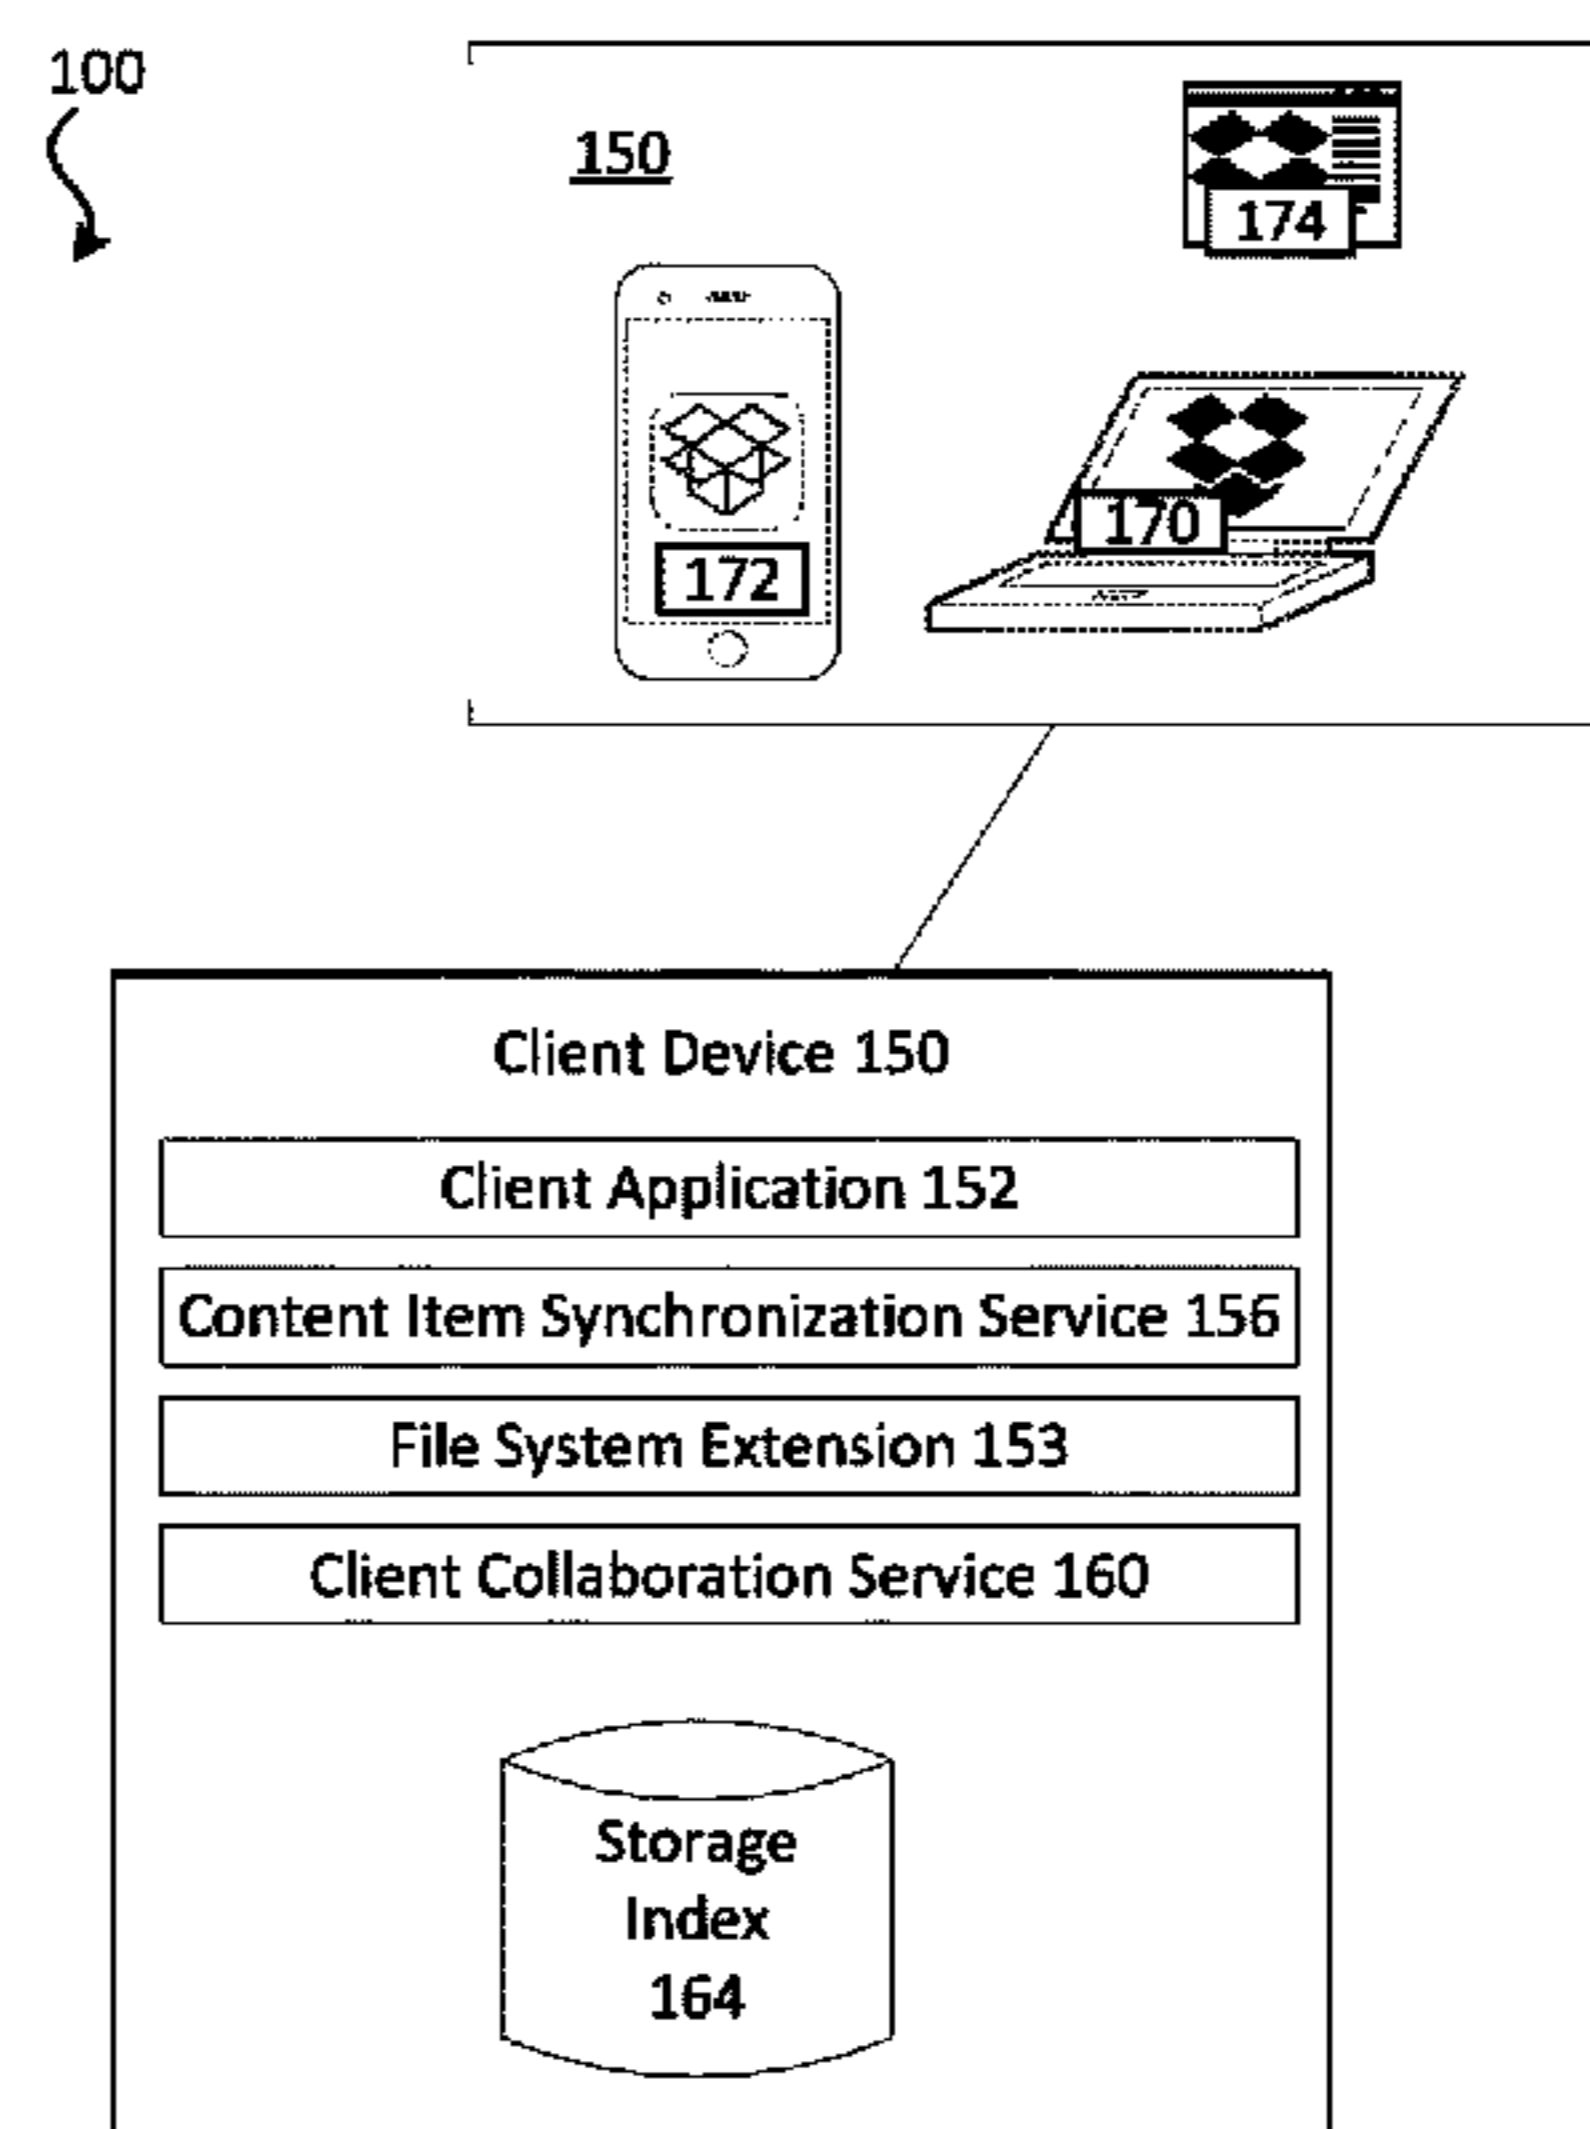 100
150
174
170
172
Client Device 150
Client Application 152
Content Item Synchronization Service 156
File System Extension 153
Client Collaboration Service 160
Storage
Index
164